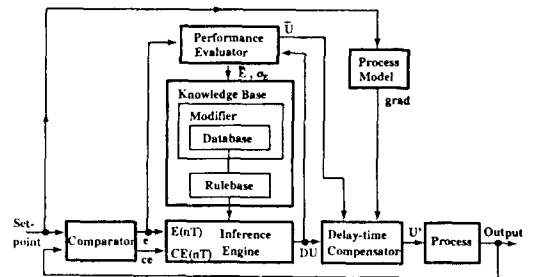 Performance
Evaluator
Ū
Process
Model
grad
Ē, σE
Knowledge Base
Modifier
Database
Rulebase
Set-
point
Comparator
e
ce
E(nT)
CE(nT)
Inference
Engine
DU
Delay-time
Compensator
U'
Process
Output